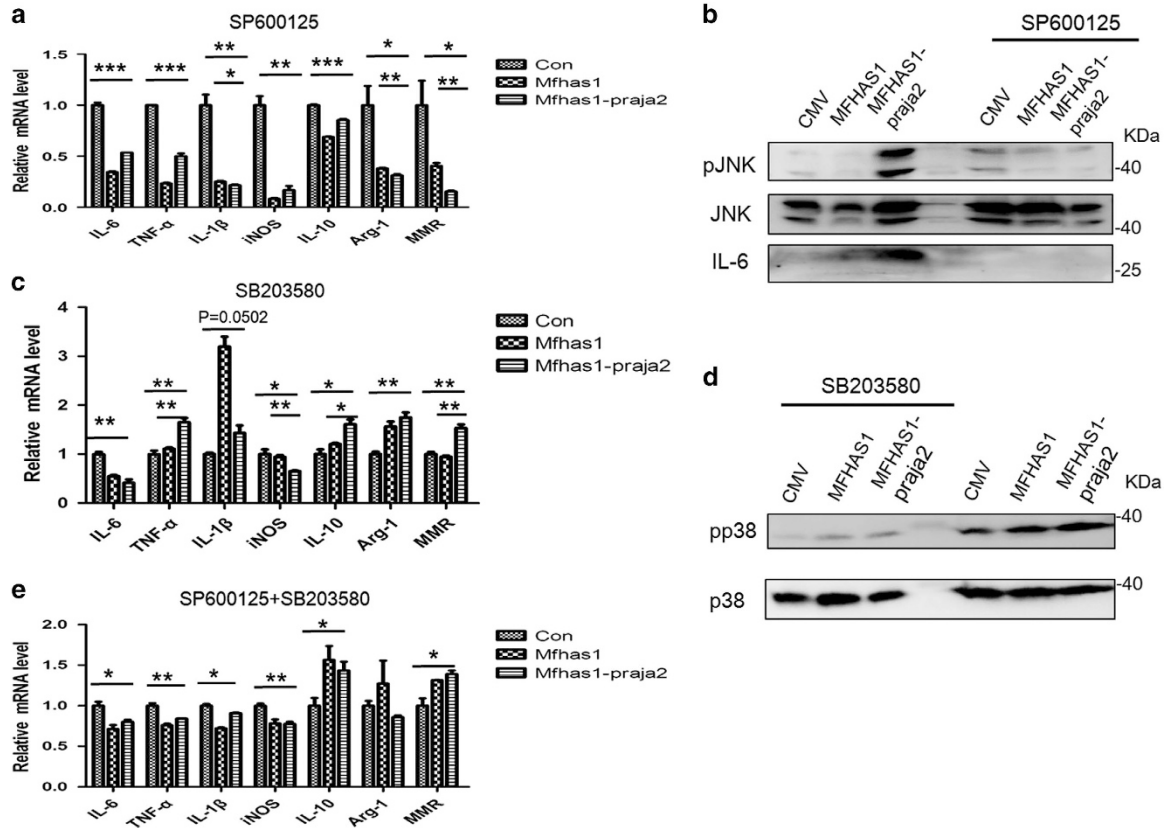 a
SP600125
Relative mRNA level
1.5
1.0
0.5
0.0
*** *** ** * ** *** * ** * **
IL-6 TNF-α IL-1β iNOS IL-10 Arg-1 MMR
Con
Mfhas1
Mfhas1-praja2
b
SP600125
CMV MFHAS1 MFHAS1-
praja2
CMV MFHAS1 MFHAS1-
praja2
KDa
pJNK -40
JNK -40
IL-6 -25
c
SB203580
Relative mRNA level
4
3
2
1
0
** ** ** P=0.0502 * ** * * ** ** **
IL-6 TNF-α IL-1β iNOS IL-10 Arg-1 MMR
Con
Mfhas1
Mfhas1-praja2
d
SB203580
CMV MFHAS1 MFHAS1-
praja2
CMV MFHAS1 MFHAS1-
praja2
KDa
pp38 -40
p38 -40
e
SP600125+SB203580
Relative mRNA level
2.0
1.5
1.0
0.5
0.0
* ** * ** * *
IL-6 TNF-α IL-1β iNOS IL-10 Arg-1 MMR
Con
Mfhas1
Mfhas1-praja2